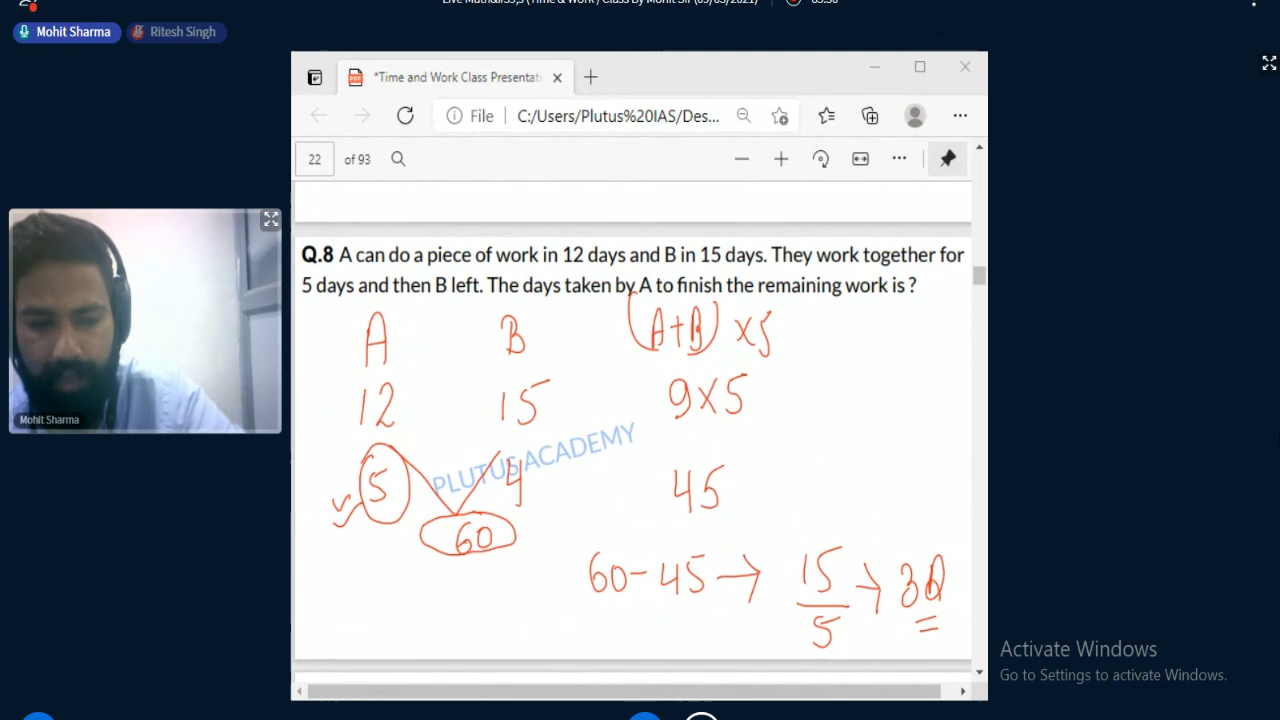 Mohit Sharma
Ritesh Singh
*Time and Work Class Presentati
File
C:/Users/Plutus%20IAS/Des...
22 of 93
Q.8 A can do a piece of work in 12 days and B in 15 days. They work together for
5 days and then B left. The days taken by A to finish the remaining work is ?
A B (A+B) x5
12 15 9x5
5 4 45
PLUTUS ACADEMY
60
60-45 → 15/5 → 3D
Mohit Sharma
Activate Windows
Go to Settings to activate Windows.